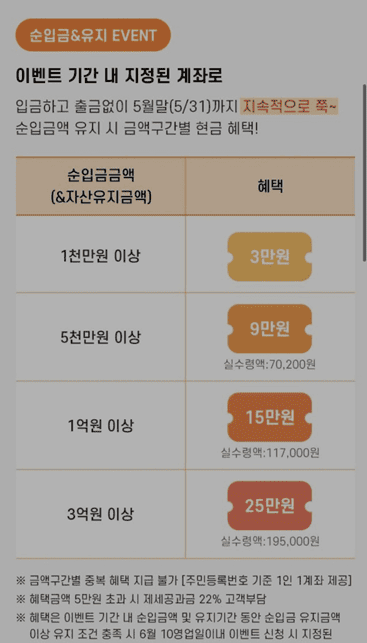 순입금&유지 EVENT
이벤트 기간 내 지정된 계좌로
입금하고 출금없이 5월말(5/31)까지 지속적으로 쭉~
순입금액 유지 시 금액구간별 현금 혜택!
순입금금액
(&자산유지금액)
혜택
1천만원 이상
3만원
5천만원 이상
9만원
실수령액:70,200원
1억원 이상
15만원
실수령액:117,000원
3억원 이상
25만원
실수령액:195,000원
※ 금액구간별 중복 혜택 지급 불가 [주민등록번호 기준 1인 1계좌 제공]
※ 혜택금액 5만원 초과 시 제세공과금 22% 고객부담
※ 혜택은 이벤트 기간 내 순입금액 및 유지기간 동안 순입금 유지금액
이상 유지 조건 충족 시 6월 10영업일이내 이벤트 신청 시 지정된